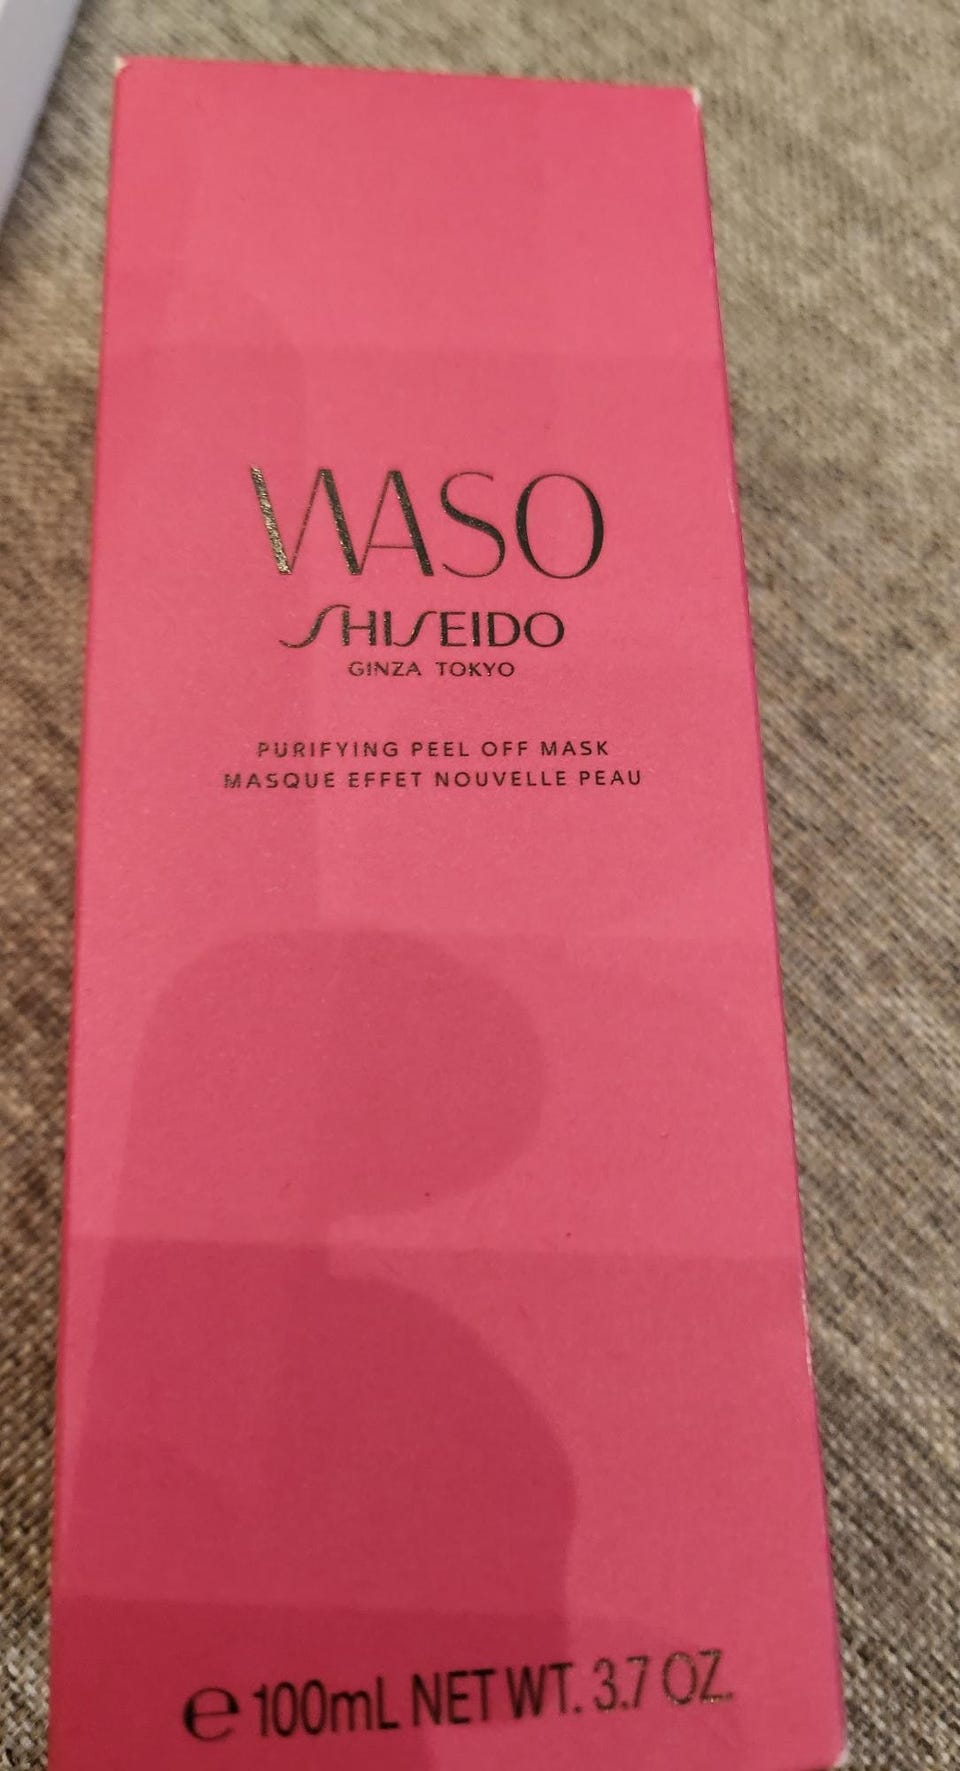 WASO
SHISEIDO
GINZA TOKYO
PURIFYING PEEL OFF MASK
MASQUE EFFET NOUVELLE PEAU
℮ 100mL NET WT. 3.7 OZ.